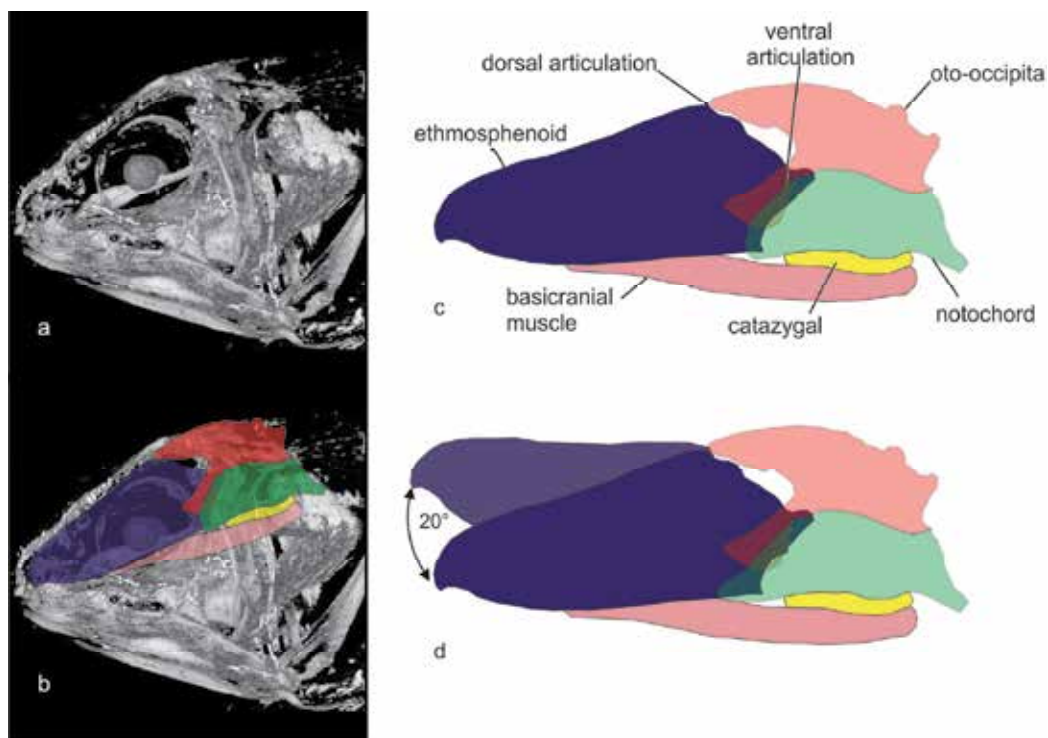 ventral
articulation
dorsal articulation
oto-occipita
ethmosphenoid
a
c
basicranial
muscle
catazygal
notochord
20°
b
d